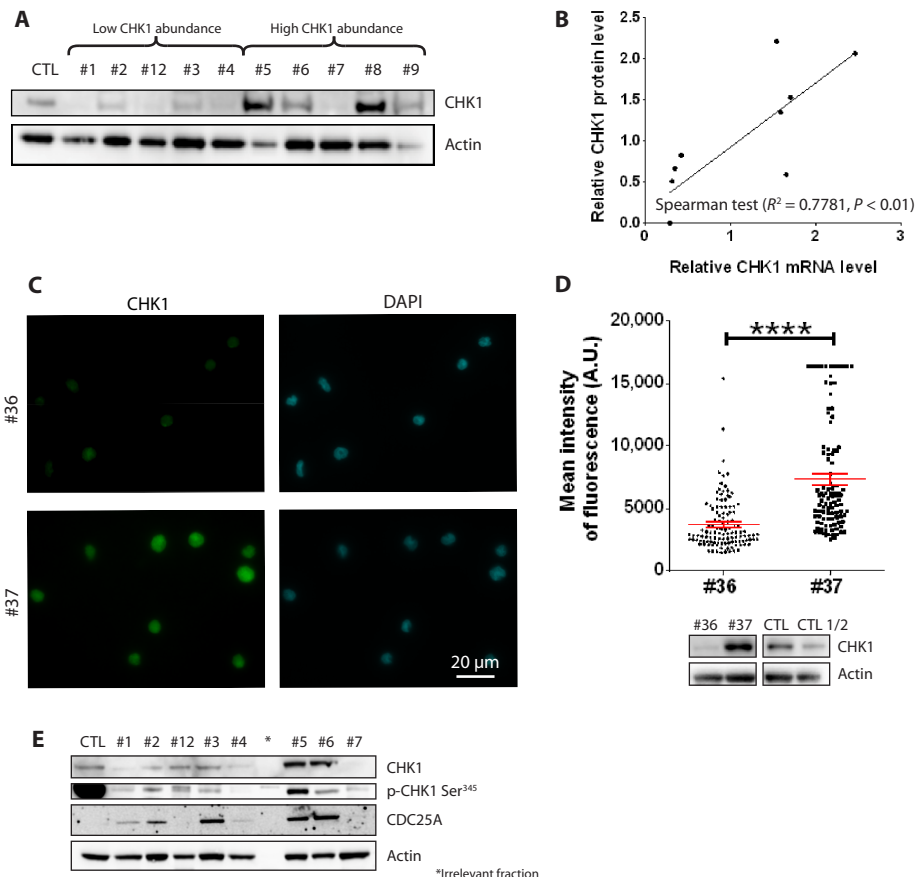 A
Low CHK1 abundance High CHK1 abundance
CTL #1 #2 #12 #3 #4 #5 #6 #7 #8 #9
CHK1
Actin
B
Relative CHK1 protein level
2.5
2.0
1.5
1.0
0.5
0.0
Spearman test (R² = 0.7781, P < 0.01)
0 1 2 3
Relative CHK1 mRNA level
C
CHK1 DAPI
#36
#37
20 µm
D
Mean intensity
of fluorescence (A.U.)
20,000
15,000
10,000
5000
0
****
#36 #37
#36 #37 CTL CTL 1/2
CHK1
Actin
E
CTL #1 #2 #12 #3 #4 * #5 #6 #7
CHK1
p-CHK1 Ser³⁴⁵
CDC25A
Actin
*Irrelevant fraction